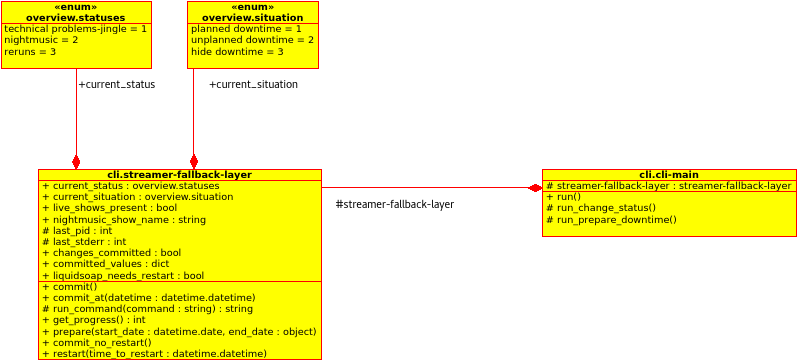 «enum»
overview.statuses
technical problems-jingle = 1
nightmusic = 2
reruns = 3
«enum»
overview.situation
planned downtime = 1
unplanned downtime = 2
hide downtime = 3
+current_status
+current_situation
cli.streamer-fallback-layer
+ current_status : overview.statuses
+ current_situation : overview.situation
+ live_shows_present : bool
+ nightmusic_show_name : string
# last_pid : int
# last_stderr : int
+ changes_committed : bool
+ committed_values : dict
+ liquidsoap_needs_restart : bool
+ commit()
+ commit_at(datetime : datetime.datetime)
# run_command(command : string) : string
+ get_progress() : int
+ prepare(start_date : datetime.date, end_date : object)
+ commit_no_restart()
+ restart(time_to_restart : datetime.datetime)
#streamer-fallback-layer
cli.cli-main
# streamer-fallback-layer : streamer-fallback-layer
+ run()
# run_change_status()
# run_prepare_downtime()